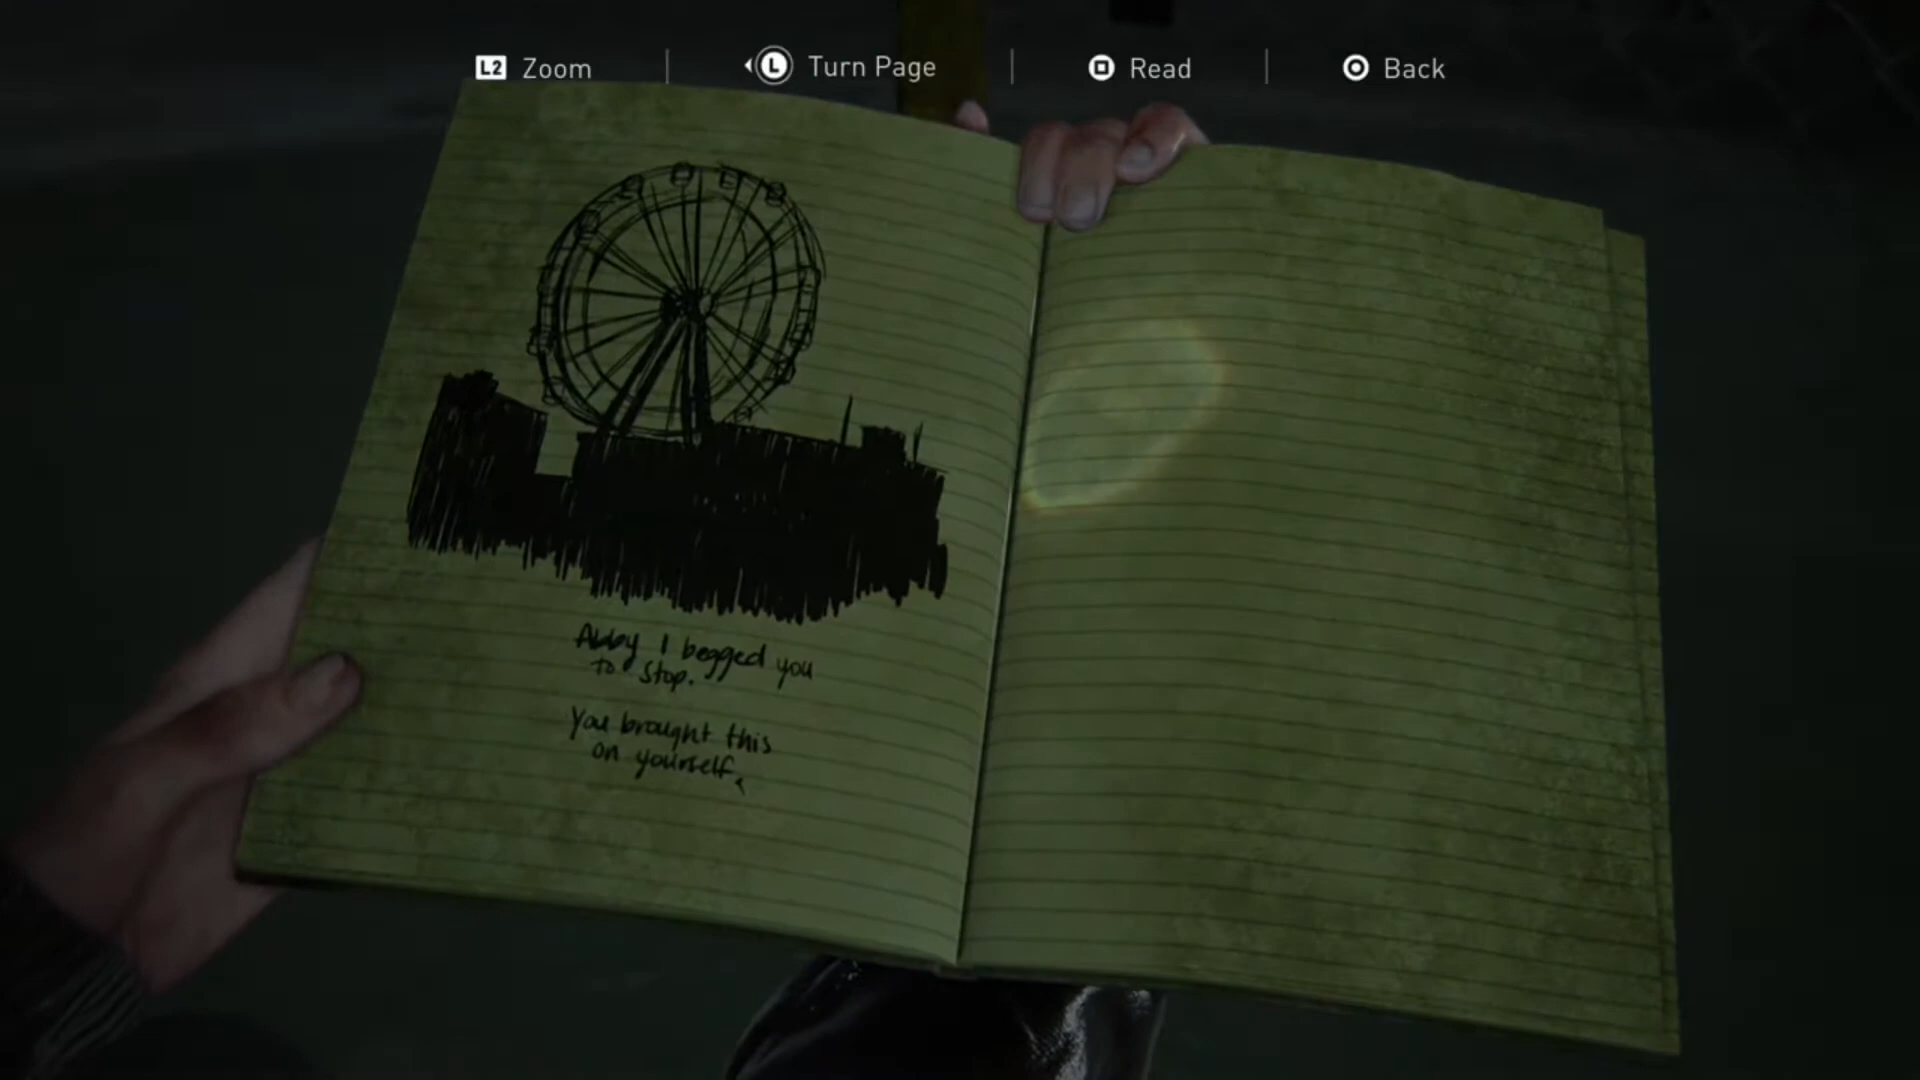 L2 Zoom
L Turn Page
Read
Back
Abby I begged you
to stop.
You brought this
on yourself.